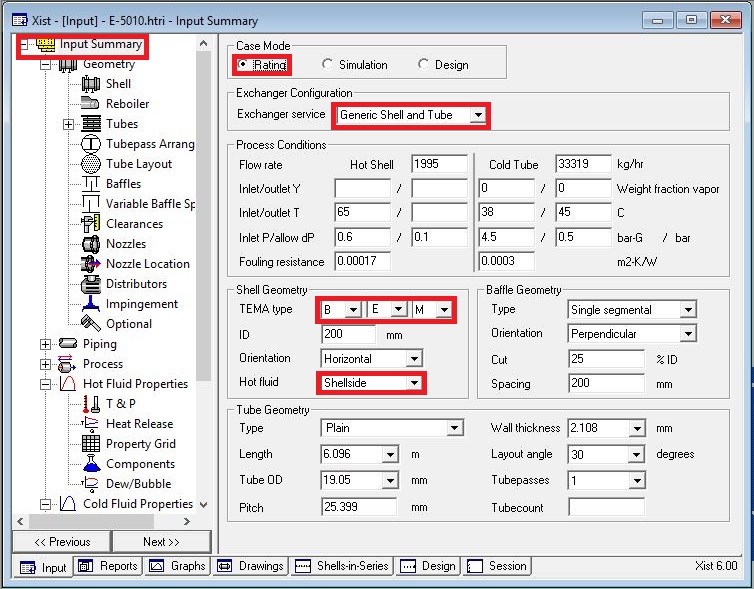 Xist - [Input] - E-5010.htri - Input Summary
Input Summary
Geometry
Shell
Reboiler
Tubes
Tubepass Arrang
Tube Layout
Baffles
Variable Baffle Sp
Clearances
Nozzles
Nozzle Location
Distributors
Impingement
Optional
Piping
Process
Hot Fluid Properties
T & P
Heat Release
Property Grid
Components
Dew/Bubble
Cold Fluid Properties
<< Previous
Next >>
Case Mode
Rating Simulation Design
Exchanger Configuration
Exchanger service Generic Shell and Tube
Process Conditions
Flow rate Hot Shell 1995 Cold Tube 33319 kg/hr
Inlet/outlet Y / 0 / 0 Weight fraction vapor
Inlet/outlet T 65 / 38 / 45 C
Inlet P/allow dP 0.6 / 0.1 4.5 / 0.5 bar-G / bar
Fouling resistance 0.00017 0.0003 m2-K/W
Shell Geometry
TEMA type B E M
ID 200 mm
Orientation Horizontal
Hot fluid Shellside
Baffle Geometry
Type Single segmental
Orientation Perpendicular
Cut 25 % ID
Spacing 200 mm
Tube Geometry
Type Plain Wall thickness 2.108 mm
Length 6.096 m Layout angle 30 degrees
Tube OD 19.05 mm Tubepasses 1
Pitch 25.399 mm Tubecount
Input Reports Graphs Drawings Shells-in-Series Design Session Xist 6.00